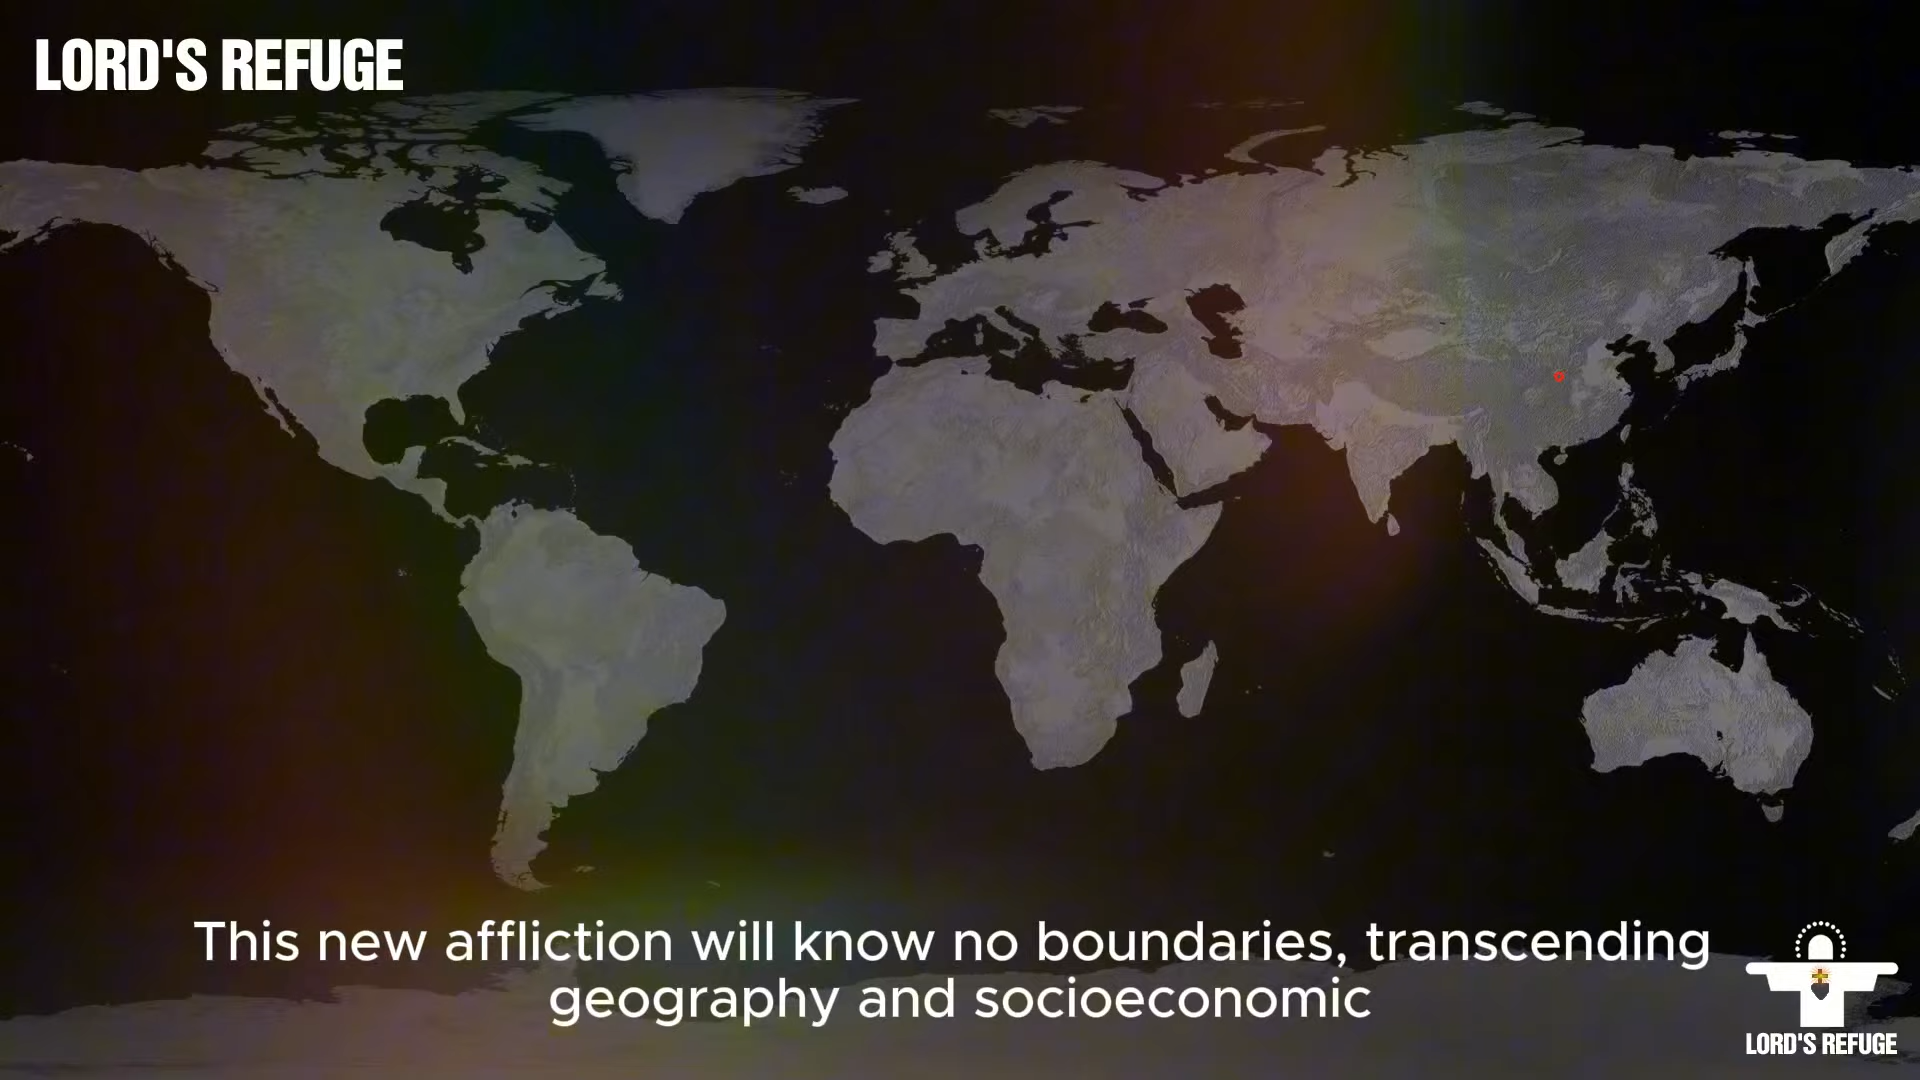 LORD'S REFUGE
This new affliction will know no boundaries, transcending
geography and socioeconomic
LORD'S REFUGE